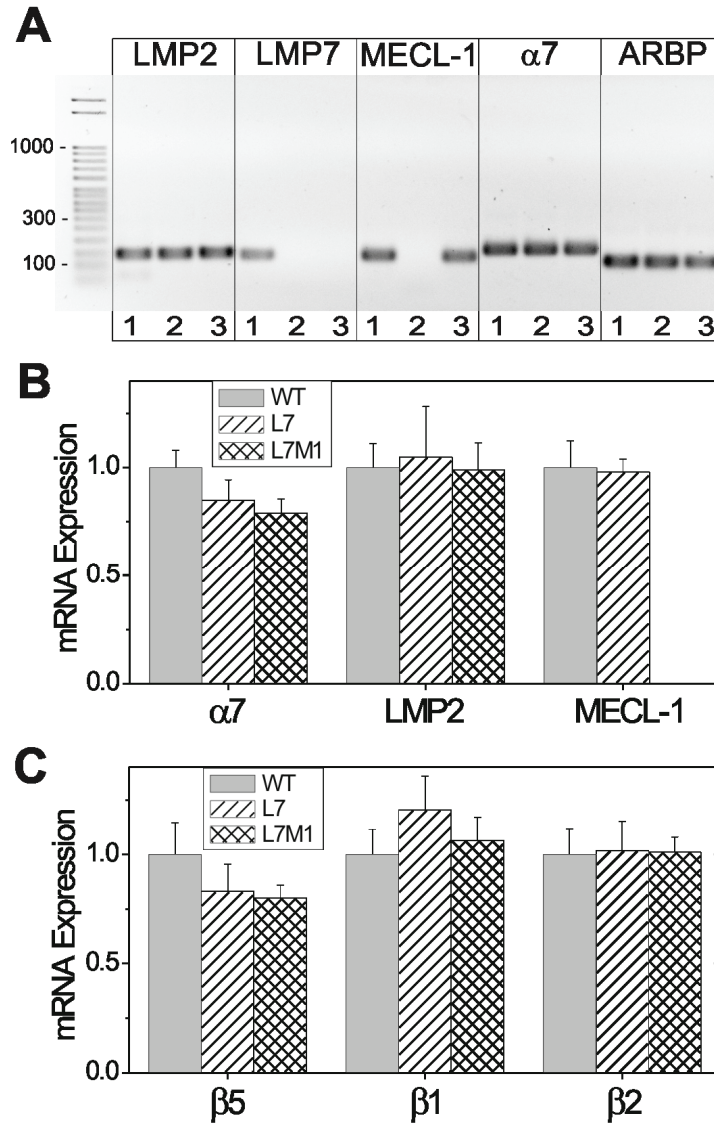 A
LMP2 LMP7 MECL-1 α7 ARBP
1000 -
300 -
100 -
1 2 3 1 2 3 1 2 3 1 2 3 1 2 3
B
WT
L7
L7M1
mRNA Expression
1.0
0.5
0.0
α7 LMP2 MECL-1
C
WT
L7
L7M1
mRNA Expression
1.0
0.5
0.0
β5 β1 β2